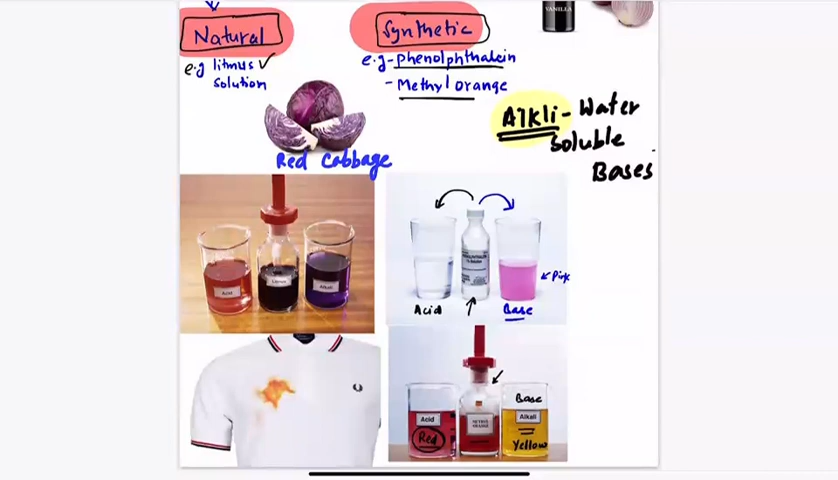 VANILLA
Natural
Synthetic
e.g litmus
solution
e.g- phenolphthalein
- Methyl orange
Alkli - Water
Soluble
Bases
Red Cabbage
Acid
Litmus
Alkali
Pink
Acid
Base
Acid
Red
METHYL
ORANGE
Base
Alkali
Yellow